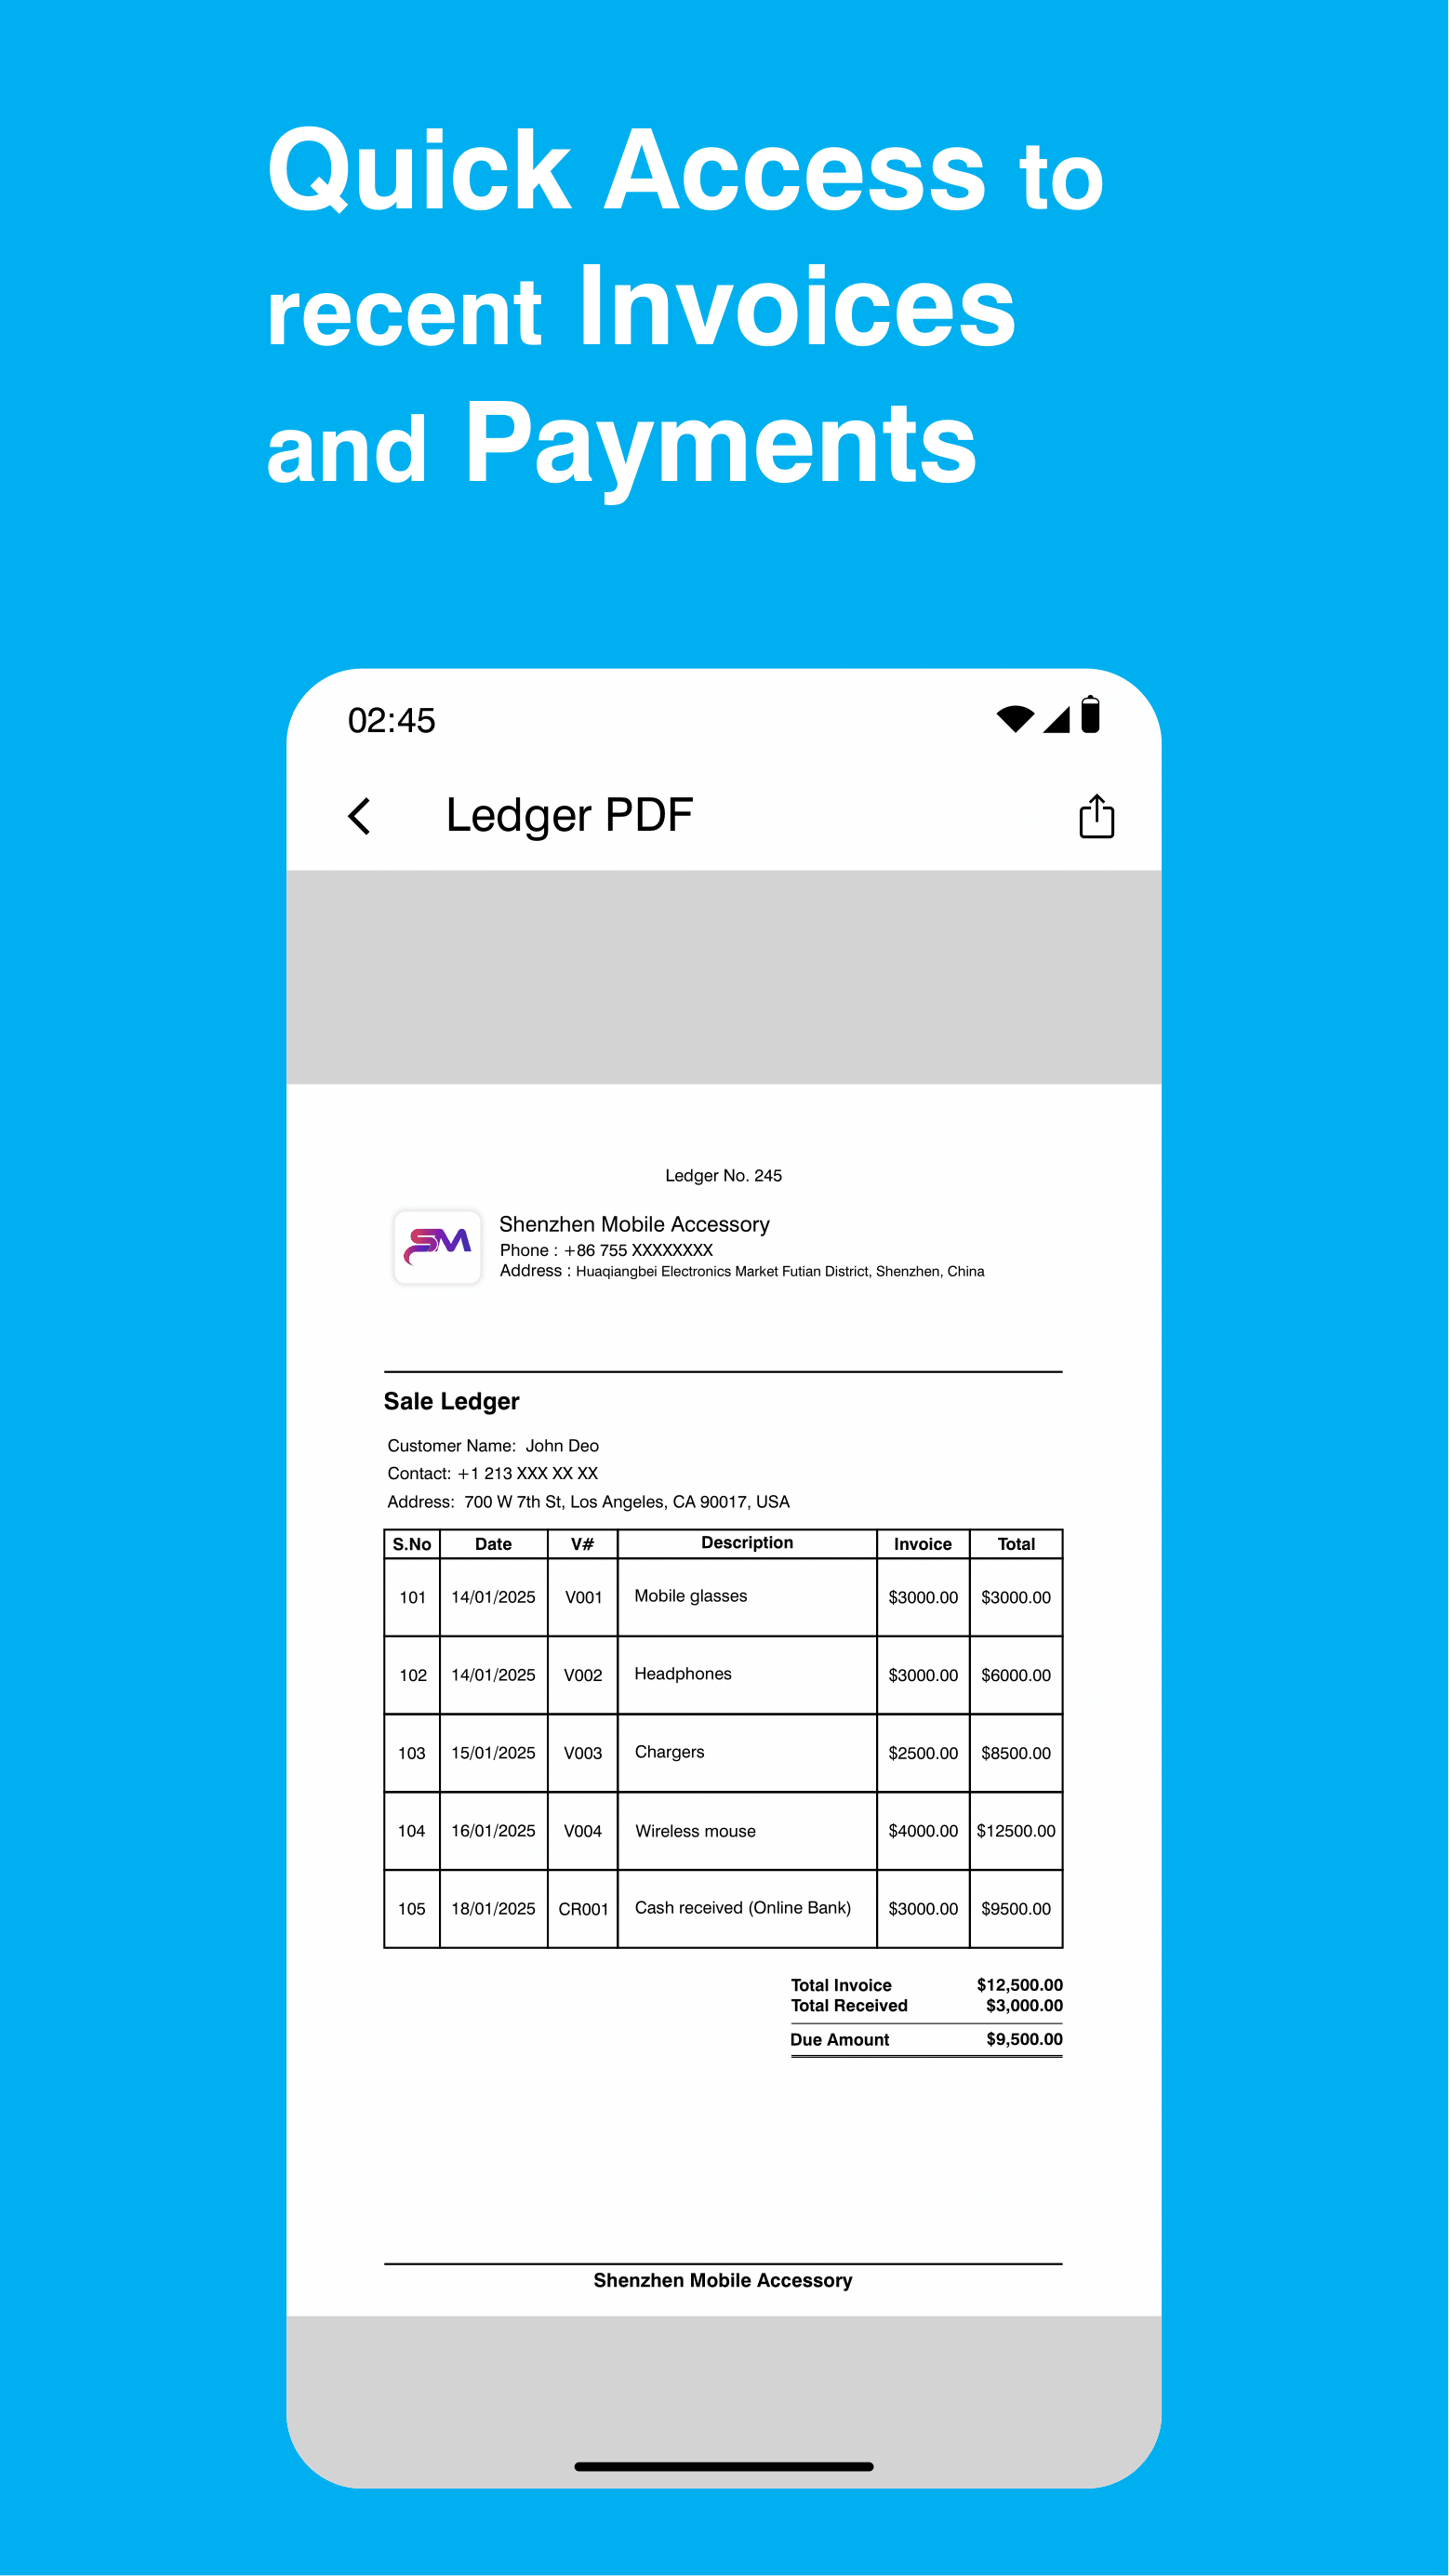 Quick Access to
recent Invoices
and Payments
02:45
Ledger PDF
Ledger No. 245
SM
Shenzhen Mobile Accessory
Phone : +86 755 XXXXXXXX
Address : Huaqiangbei Electronics Market Futian District, Shenzhen, China
Sale Ledger
Customer Name: John Deo
Contact: +1 213 XXX XX XX
Address: 700 W 7th St, Los Angeles, CA 90017, USA
S.No Date V# Description Invoice Total
101 14/01/2025 V001 Mobile glasses $3000.00 $3000.00
102 14/01/2025 V002 Headphones $3000.00 $6000.00
103 15/01/2025 V003 Chargers $2500.00 $8500.00
104 16/01/2025 V004 Wireless mouse $4000.00 $12500.00
105 18/01/2025 CR001 Cash received (Online Bank) $3000.00 $9500.00
Total Invoice $12,500.00
Total Received $3,000.00
Due Amount $9,500.00
Shenzhen Mobile Accessory